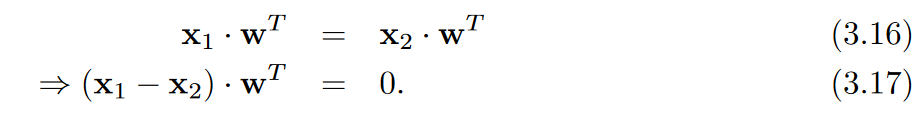 x₁ · wᵀ = x₂ · wᵀ (3.16)
⇒ (x₁ − x₂) · wᵀ = 0. (3.17)